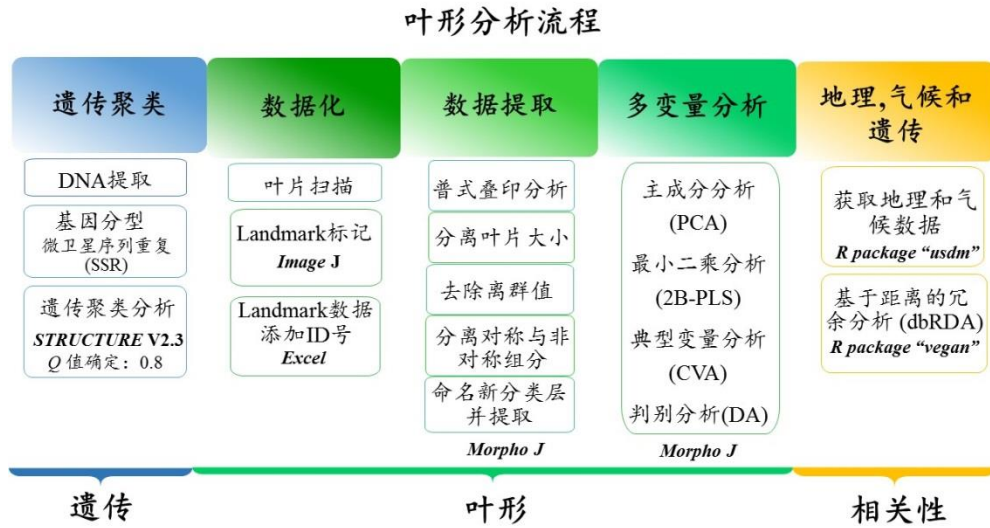 叶形分析流程
遗传聚类
DNA提取
基因分型
微卫星序列重复
(SSR)
遗传聚类分析
STRUCTURE V2.3
Q 值确定：0.8
数据化
叶片扫描
Landmark标记
Image J
Landmark数据
添加ID号
Excel
数据提取
普式叠印分析
分离叶片大小
去除离群值
分离对称与非
对称组分
命名新分类层
并提取
Morpho J
多变量分析
主成分分析
(PCA)
最小二乘分析
(2B-PLS)
典型变量分析
(CVA)
判别分析(DA)
Morpho J
地理,气候和
遗传
获取地理和气
候数据
R package “usdm”
基于距离的冗
余分析 (dbRDA)
R package “vegan”
遗传
叶形
相关性